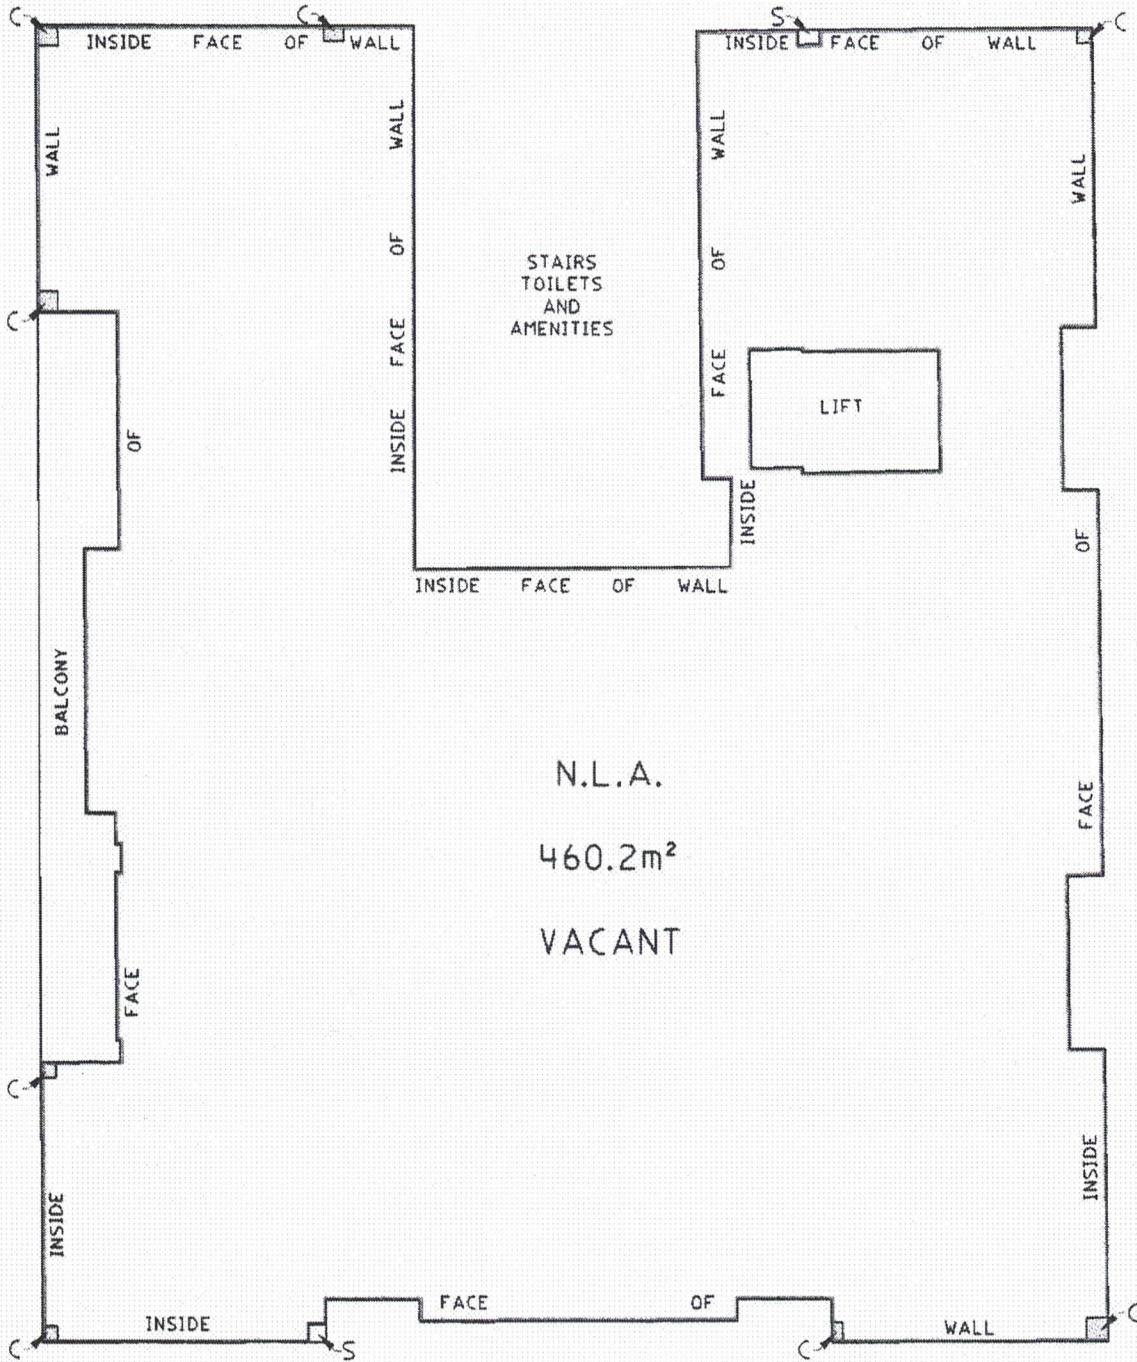 C
C
S
C
INSIDE FACE OF WALL
INSIDE FACE OF WALL
WALL
WALL
WALL
WALL
OF
OF
STAIRS
TOILETS
AND
AMENITIES
C
FACE
FACE
LIFT
OF
INSIDE
INSIDE
OF
INSIDE FACE OF WALL
BALCONY
N.L.A.
FACE
460.2m²
VACANT
FACE
C
INSIDE
INSIDE
FACE OF
INSIDE
WALL
C
S
C
C